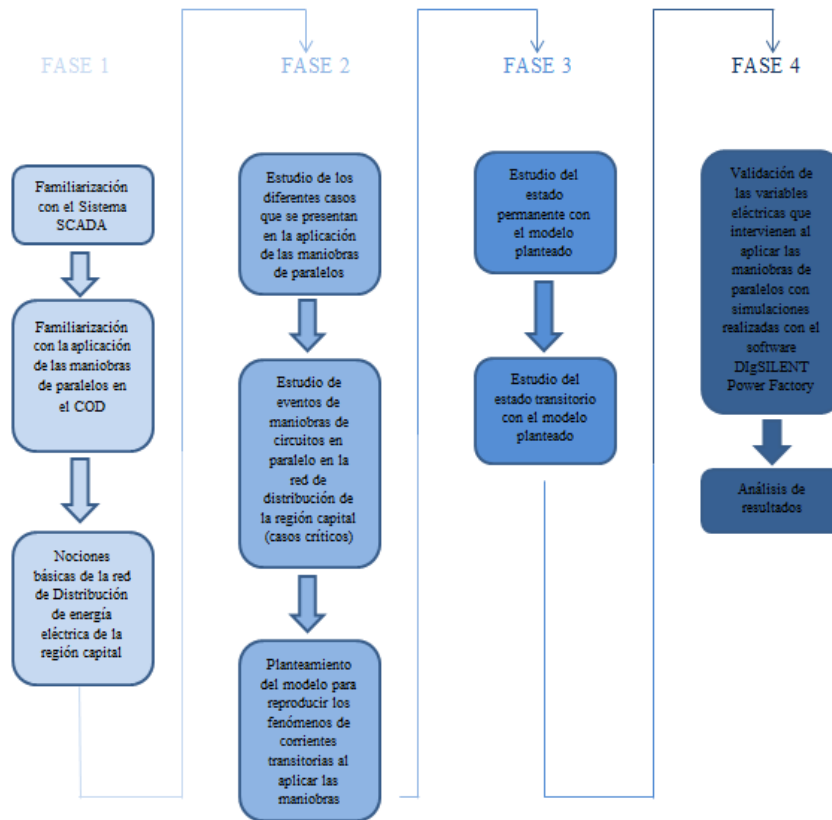 FASE 1
Familiarización
con el Sistema
SCADA
Familiarización
con la aplicación
de las maniobras
de paralelos en
el COD
Nociones
básicas de la red
de Distribución
de energía
eléctrica de la
región capital
FASE 2
Estudio de los
diferentes casos
que se presentan
en la aplicación
de las maniobras
de paralelos
Estudio de
eventos de
maniobras de
circuitos en
paralelo en la
red de
distribución de
la región capital
(casos críticos)
Planteamiento
del modelo para
reproducir los
fenómenos de
corrientes
transitorias al
aplicar las
maniobras
FASE 3
Estudio del
estado
permanente con
el modelo
planteado
Estudio del
estado transitorio
con el modelo
planteado
FASE 4
Validación de
las variables
eléctricas que
intervienen al
aplicar las
maniobras de
paralelos con
simulaciones
realizadas con el
software
DIgSILENT
Power Factory
Análisis de
resultados